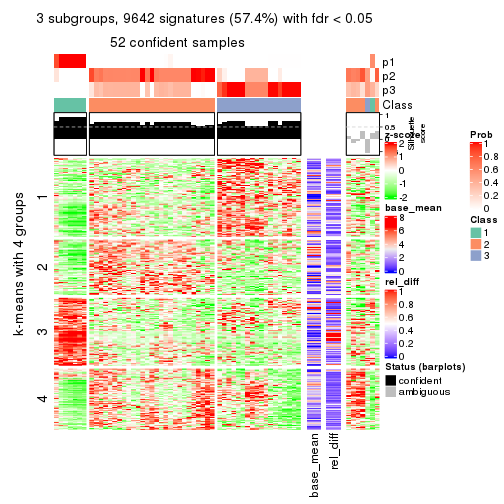 3 subgroups, 9642 signatures (57.4%) with fdr < 0.05
52 confident samples
p1
p2
p3
Class
1
0.5
0
Silhouette
score
k-means with 4 groups
1
2
3
4
base_mean
rel_diff
z-score
2
1
0
-1
-2
base_mean
8
6
4
2
0
rel_diff
1
0.8
0.6
0.4
0.2
0
Status (barplots)
confident
ambiguous
Prob
1
0.8
0.6
0.4
0.2
0
Class
1
2
3